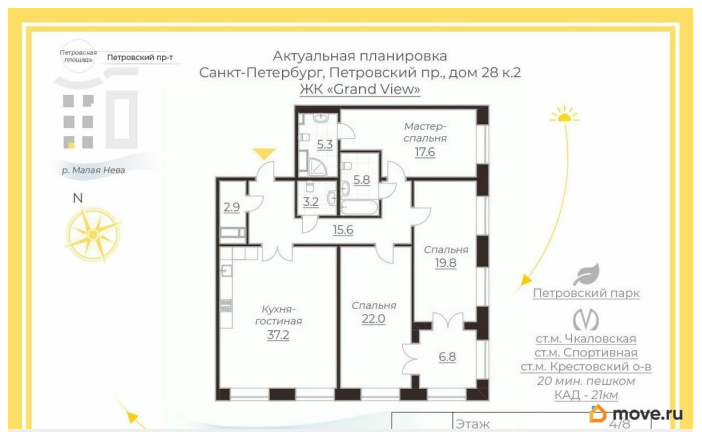 Петровская
площадь
Петровский пр-т
р. Малая Нева
Актуальная планировка
Санкт-Петербург, Петровский пр., дом 28 к.2
ЖК «Grand View»
N
5.3
Мастер-
спальня
17.6
5.8
3.2
2.9
15.6
Спальня
19.8
Кухня-
гостиная
37.2
Спальня
22.0
6.8
Петровский парк
ст.м. Чкаловская
ст.м. Спортивная
ст.м. Крестовский о-в
20 мин. пешком
КАД - 21км
Этаж 4/8
move.ru